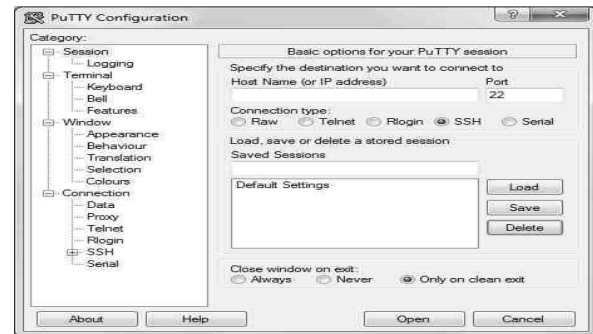 PuTTY Configuration
Category:
Session
Logging
Terminal
Keyboard
Bell
Features
Window
Appearance
Behaviour
Translation
Selection
Colours
Connection
Data
Proxy
Telnet
Rlogin
SSH
Serial
Basic options for your PuTTY session
Specify the destination you want to connect to
Host Name (or IP address) Port
22
Connection type:
Raw Telnet Rlogin SSH Serial
Load, save or delete a stored session
Saved Sessions
Default Settings
Load
Save
Delete
Close window on exit:
Always Never Only on clean exit
About Help Open Cancel